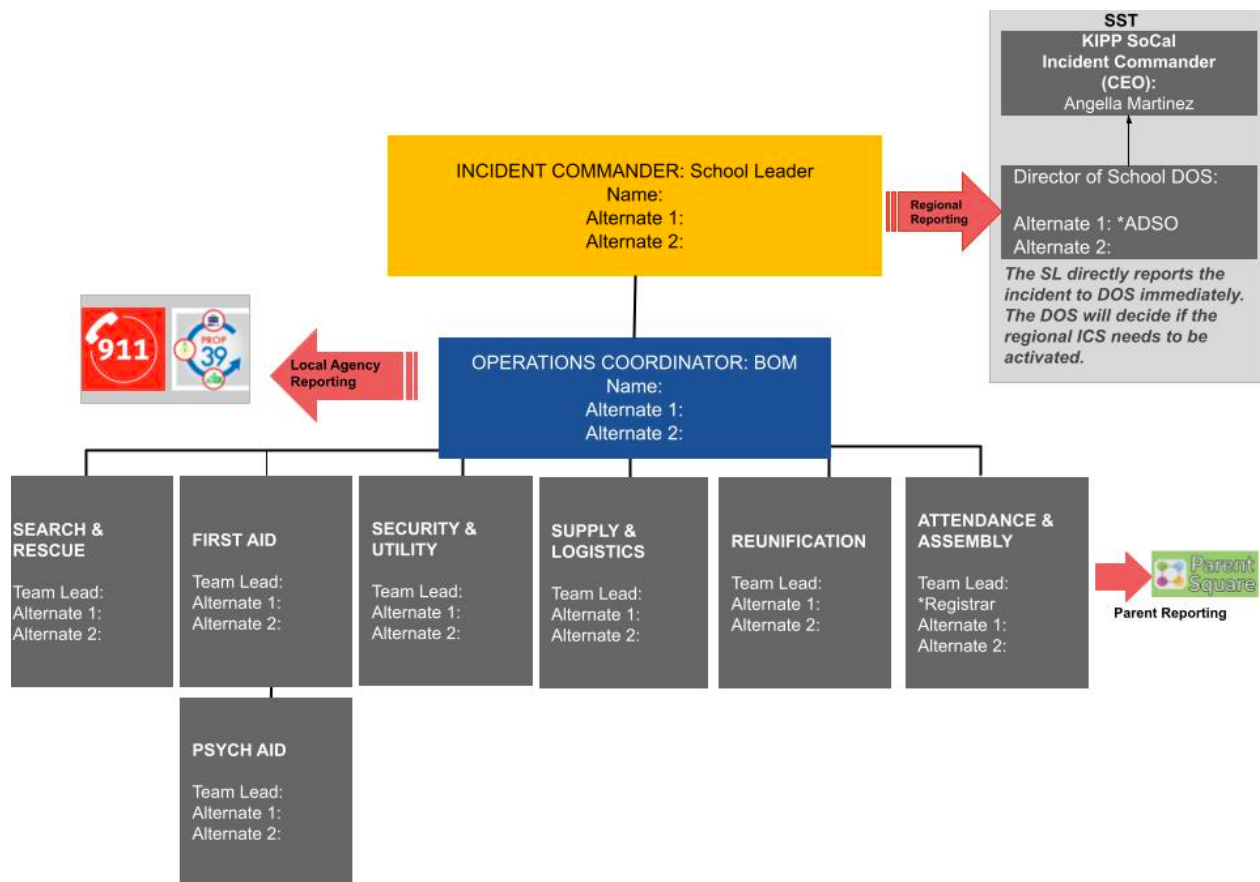 SST
KIPP SoCal
Incident Commander
(CEO):
Angella Martinez
INCIDENT COMMANDER: School Leader
Name:
Alternate 1:
Alternate 2:
Regional
Reporting
Director of School DOS:
Alternate 1: *ADSO
Alternate 2:
The SL directly reports the
incident to DOS immediately.
The DOS will decide if the
regional ICS needs to be
activated.
911
PROP
39
Local Agency
Reporting
OPERATIONS COORDINATOR: BOM
Name:
Alternate 1:
Alternate 2:
SEARCH &
RESCUE
Team Lead:
Alternate 1:
Alternate 2:
FIRST AID
Team Lead:
Alternate 1:
Alternate 2:
SECURITY &
UTILITY
Team Lead:
Alternate 1:
Alternate 2:
SUPPLY &
LOGISTICS
Team Lead:
Alternate 1:
Alternate 2:
REUNIFICATION
Team Lead:
Alternate 1:
Alternate 2:
ATTENDANCE &
ASSEMBLY
Team Lead:
*Registrar
Alternate 1:
Alternate 2:
Parent
Square
Parent Reporting
PSYCH AID
Team Lead:
Alternate 1:
Alternate 2: